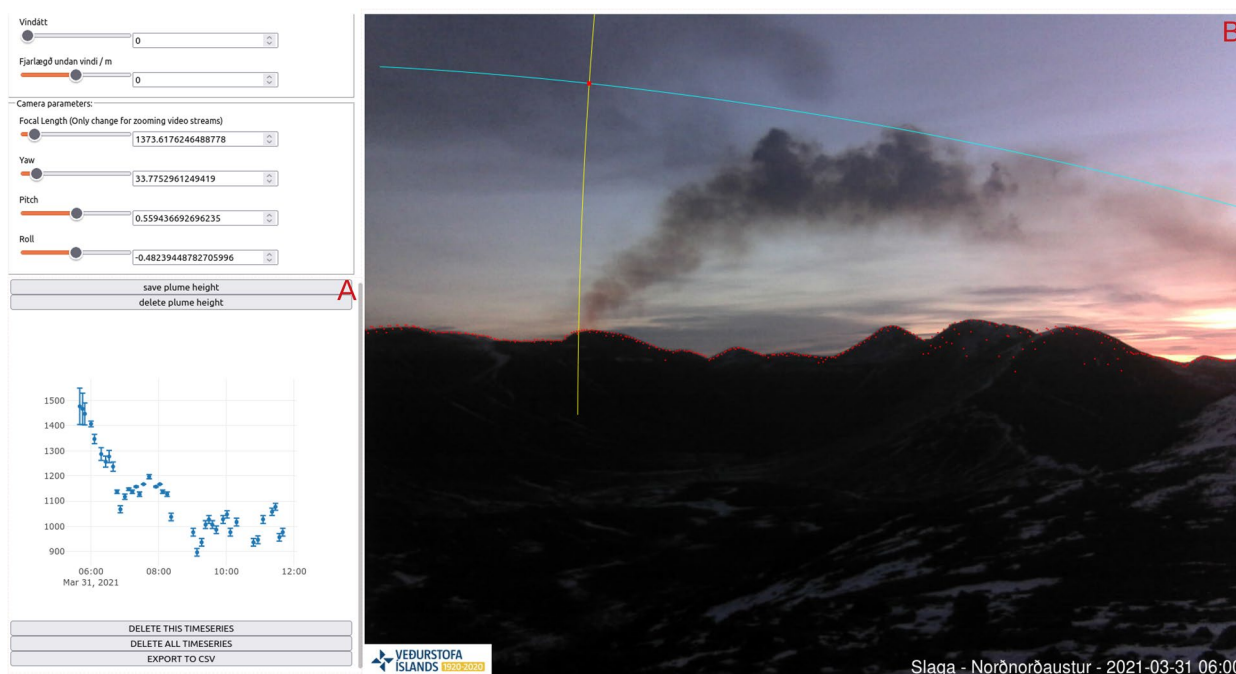 Vindátt
0
Fjarlægð undan vindi / m
0
Camera parameters:
Focal Length (Only change for zooming video streams)
1373.6176246488778
Yaw
33.7752961249419
Pitch
0.559436692696235
Roll
-0.48239448782705996
save plume height
delete plume height
A
1500
1400
1300
1200
1100
1000
900
06:00 08:00 10:00 12:00
Mar 31, 2021
DELETE THIS TIMESERIES
DELETE ALL TIMESERIES
EXPORT TO CSV
B
VEÐURSTOFA
ÍSLANDS 1920-2020
Slaga - Norðnorðaustur - 2021-03-31 06:00